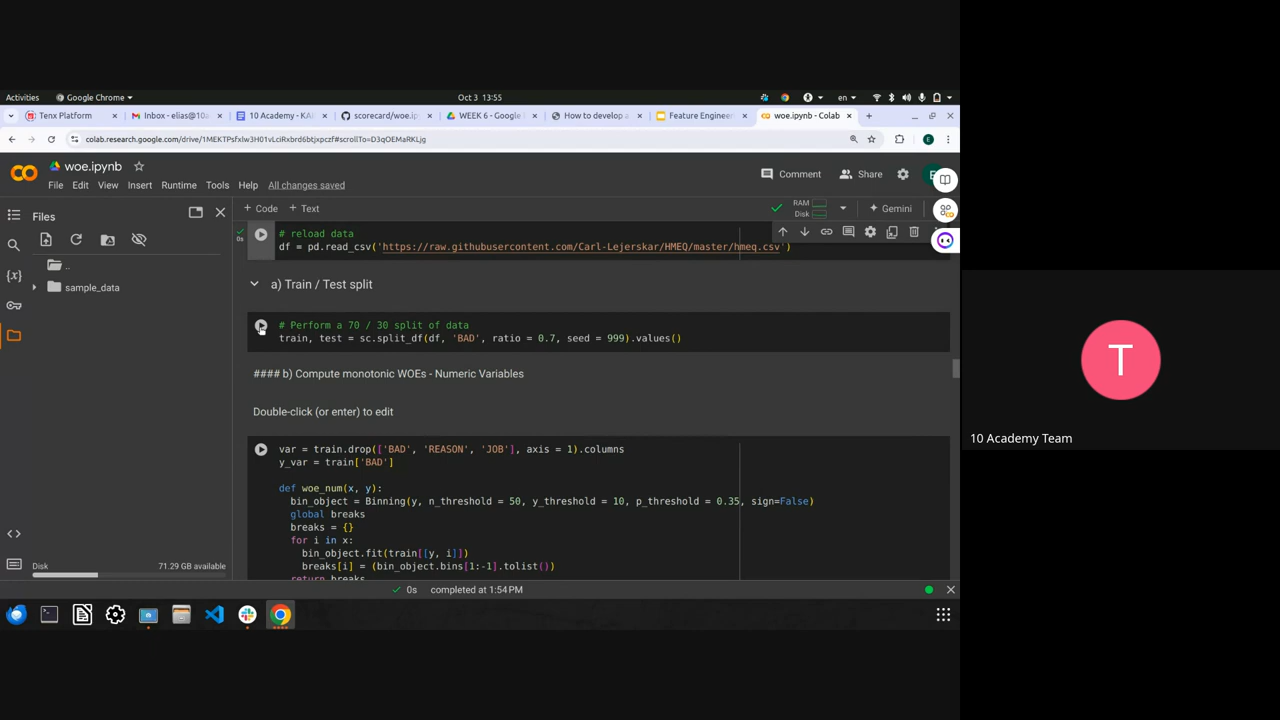 Activities
Google Chrome
Oct 3 13:55
en
Tenx Platform
Inbox - elias@10a
10 Academy - KAI
scorecard/woe.ip
WEEK 6 - Google
How to develop a
Feature Enginee
woe.ipynb - Colab
colab.research.google.com/drive/1MEKTPsfxlw3H01vLciRxbrd6btjxpczf#scrollTo=D3qOEMaRKLjg
woe.ipynb
Comment
Share
File Edit View Insert Runtime Tools Help All changes saved
Files
+ Code + Text
RAM
Disk
Gemini
{x}
..
sample_data
0s
# reload data
df = pd.read_csv('https://raw.githubusercontent.com/Carl-Lejerskar/HMEQ/master/hmeq.csv')
a) Train / Test split
# Perform a 70 / 30 split of data
train, test = sc.split_df(df, 'BAD', ratio = 0.7, seed = 999).values()
#### b) Compute monotonic WOEs - Numeric Variables
Double-click (or enter) to edit
var = train.drop(['BAD', 'REASON', 'JOB'], axis = 1).columns
y_var = train['BAD']
def woe_num(x, y):
bin_object = Binning(y, n_threshold = 50, y_threshold = 10, p_threshold = 0.35, sign=False)
global breaks
breaks = {}
for i in x:
bin_object.fit(train[[y, i]])
breaks[i] = (bin_object.bins[1:-1].tolist())
return breaks
Disk
71.29 GB available
0s completed at 1:54 PM
T
10 Academy Team